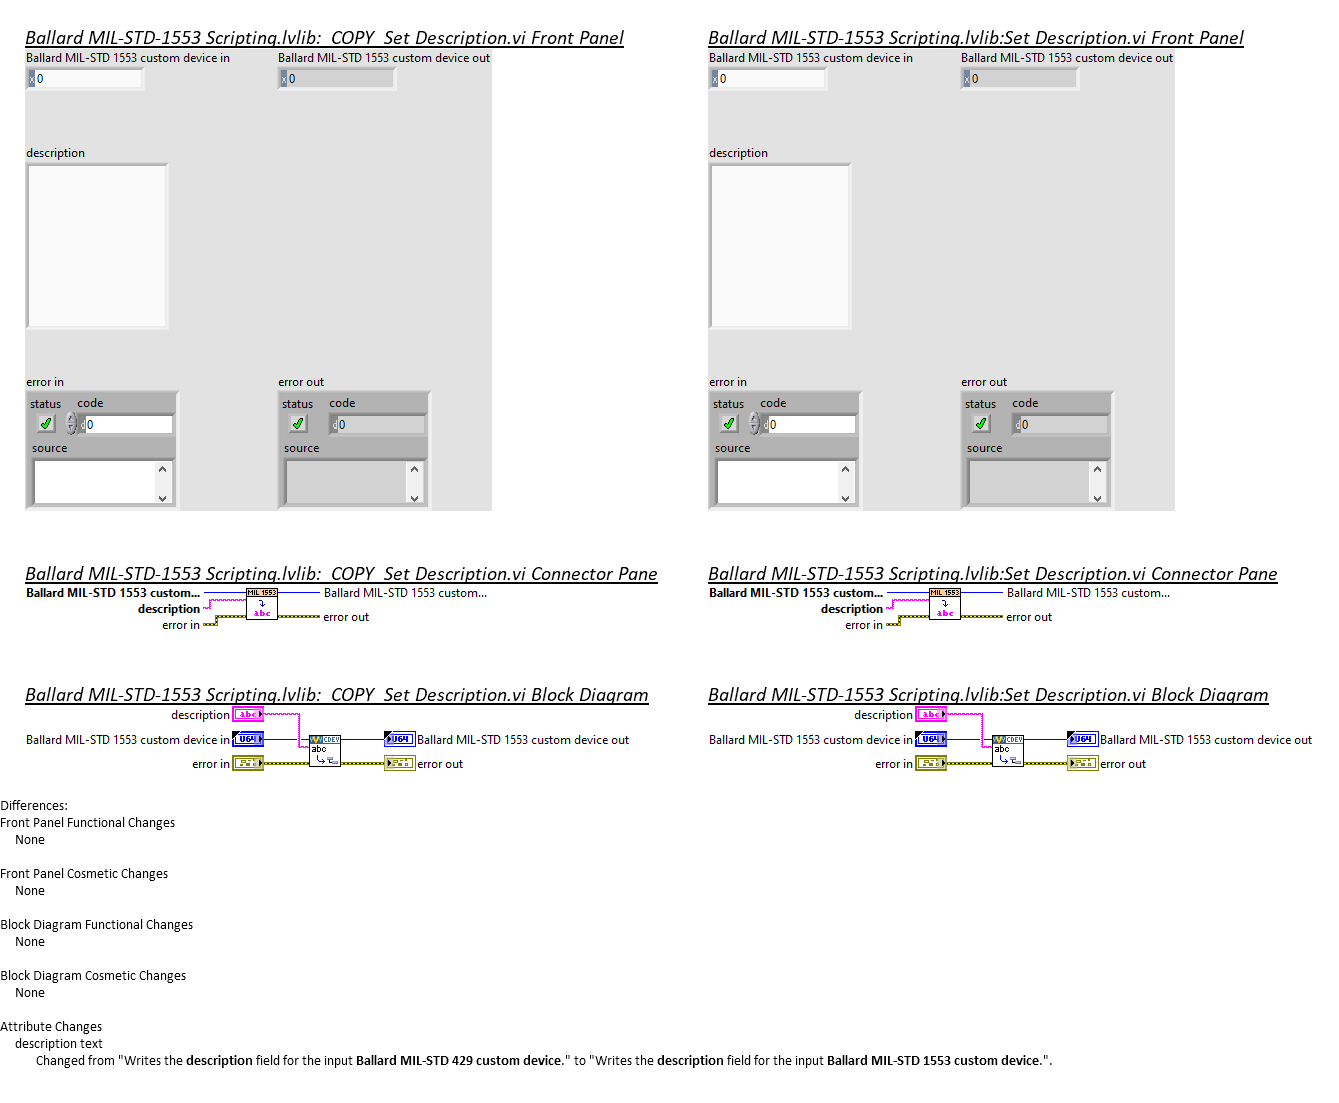 Ballard MIL-STD-1553 Scripting.lvlib:_COPY_Set Description.vi Front Panel
Ballard MIL-STD 1553 custom device in
Ballard MIL-STD 1553 custom device out
x 0
x 0
description
error in
error out
status code
status code
d 0
d 0
source
source
Ballard MIL-STD-1553 Scripting.lvlib:Set Description.vi Front Panel
Ballard MIL-STD 1553 custom device in
Ballard MIL-STD 1553 custom device out
x 0
x 0
description
error in
error out
status code
status code
d 0
d 0
source
source
Ballard MIL-STD-1553 Scripting.lvlib:_COPY_Set Description.vi Connector Pane
Ballard MIL-STD 1553 custom...
MIL 1553
Ballard MIL-STD 1553 custom...
description
abc
error in
error out
Ballard MIL-STD-1553 Scripting.lvlib:Set Description.vi Connector Pane
Ballard MIL-STD 1553 custom...
MIL 1553
Ballard MIL-STD 1553 custom...
description
abc
error in
error out
Ballard MIL-STD-1553 Scripting.lvlib:_COPY_Set Description.vi Block Diagram
description abc
Ballard MIL-STD 1553 custom device in U64
CDEV
abc
U64 Ballard MIL-STD 1553 custom device out
error in
error out
Ballard MIL-STD-1553 Scripting.lvlib:Set Description.vi Block Diagram
description abc
Ballard MIL-STD 1553 custom device in U64
CDEV
abc
U64 Ballard MIL-STD 1553 custom device out
error in
error out
Differences:
Front Panel Functional Changes
None
Front Panel Cosmetic Changes
None
Block Diagram Functional Changes
None
Block Diagram Cosmetic Changes
None
Attribute Changes
description text
Changed from "Writes the description field for the input Ballard MIL-STD 429 custom device." to "Writes the description field for the input Ballard MIL-STD 1553 custom device.".